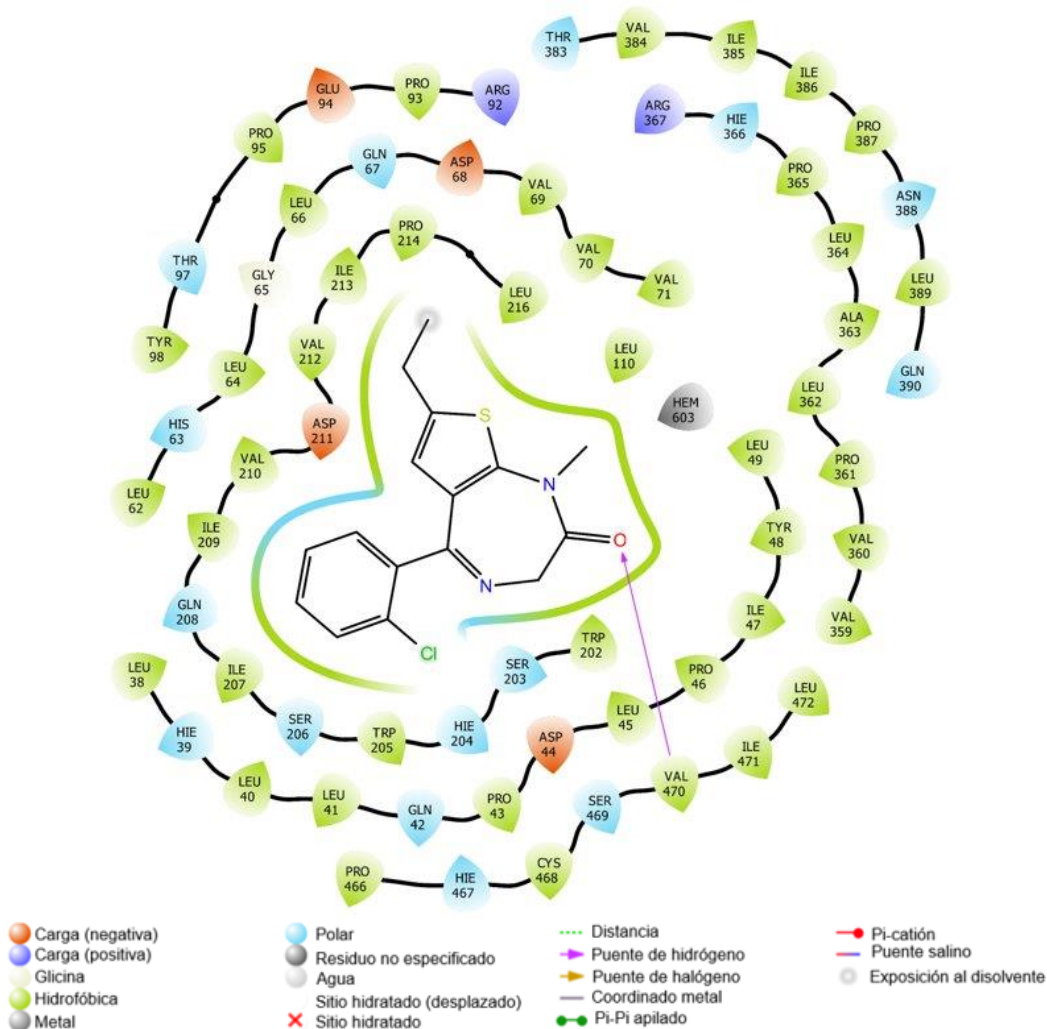 THR 383
VAL 384
ILE 385
ILE 386
PRO 387
ASN 388
LEU 389
GLN 390
ARG 367
HIE 366
PRO 365
LEU 364
ALA 363
LEU 362
PRO 361
VAL 360
VAL 359
ARG 92
PRO 93
GLU 94
PRO 95
THR 97
TYR 98
VAL 71
VAL 70
VAL 69
ASP 68
GLN 67
LEU 66
GLY 65
LEU 64
HIS 63
LEU 62
LEU 216
PRO 214
ILE 213
VAL 212
ASP 211
VAL 210
ILE 209
GLN 208
ILE 207
SER 206
TRP 205
HIE 204
SER 203
TRP 202
LEU 110
HEM 603
S
N
O
N
Cl
LEU 49
TYR 48
ILE 47
PRO 46
LEU 45
ASP 44
PRO 43
GLN 42
LEU 41
LEU 40
HIE 39
LEU 38
LEU 472
ILE 471
VAL 470
SER 469
CYS 468
HIE 467
PRO 466
Carga (negativa)
Carga (positiva)
Glicina
Hidrofóbica
Metal
Polar
Residuo no especificado
Agua
Sitio hidratado (desplazado)
Sitio hidratado
Distancia
Puente de hidrógeno
Puente de halógeno
Coordinado metal
Pi-Pi apilado
Pi-catión
Puente salino
Exposición al disolvente